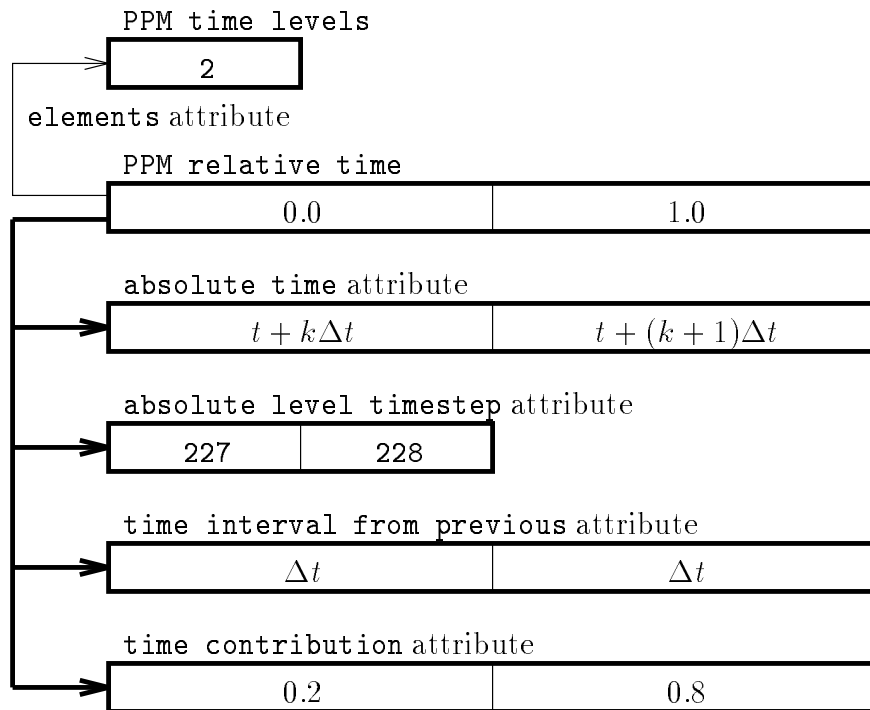 PPM time levels
2
elements attribute
PPM relative time
0.0 1.0
absolute time attribute
t + kΔt t + (k + 1)Δt
absolute level timestep attribute
227 228
time interval from previous attribute
Δt Δt
time contribution attribute
0.2 0.8